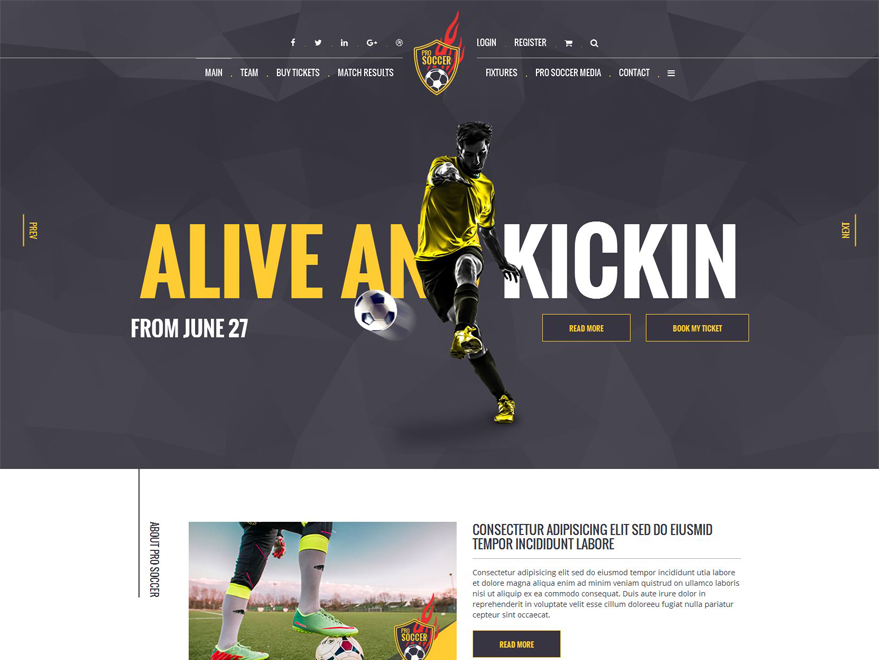 LOGIN
REGISTER
PRO
SOCCER
MAIN
TEAM
BUY TICKETS
MATCH RESULTS
FIXTURES
PRO SOCCER MEDIA
CONTACT
PREV
NEXT
ALIVE AN KICKIN
FROM JUNE 27
READ MORE
BOOK MY TICKET
ABOUT PRO SOCCER
PRO
SOCCER
CONSECTETUR ADIPISICING ELIT SED DO EIUSMOD
TEMPOR INCIDIDUNT LABORE
Consectetur adipisicing elit sed do eiusmod tempor incididunt utia labore
et dolore magna aliqua enim ad minim veniam quistrud on ullamco laboris
nisi ut aliquip ex ea commodo consequat. Duis aute irure dolor in
reprehenderit in voluptate velit esse cillum doloreeu fugiat nulla pariatur
cepteur sint occaecat.
READ MORE